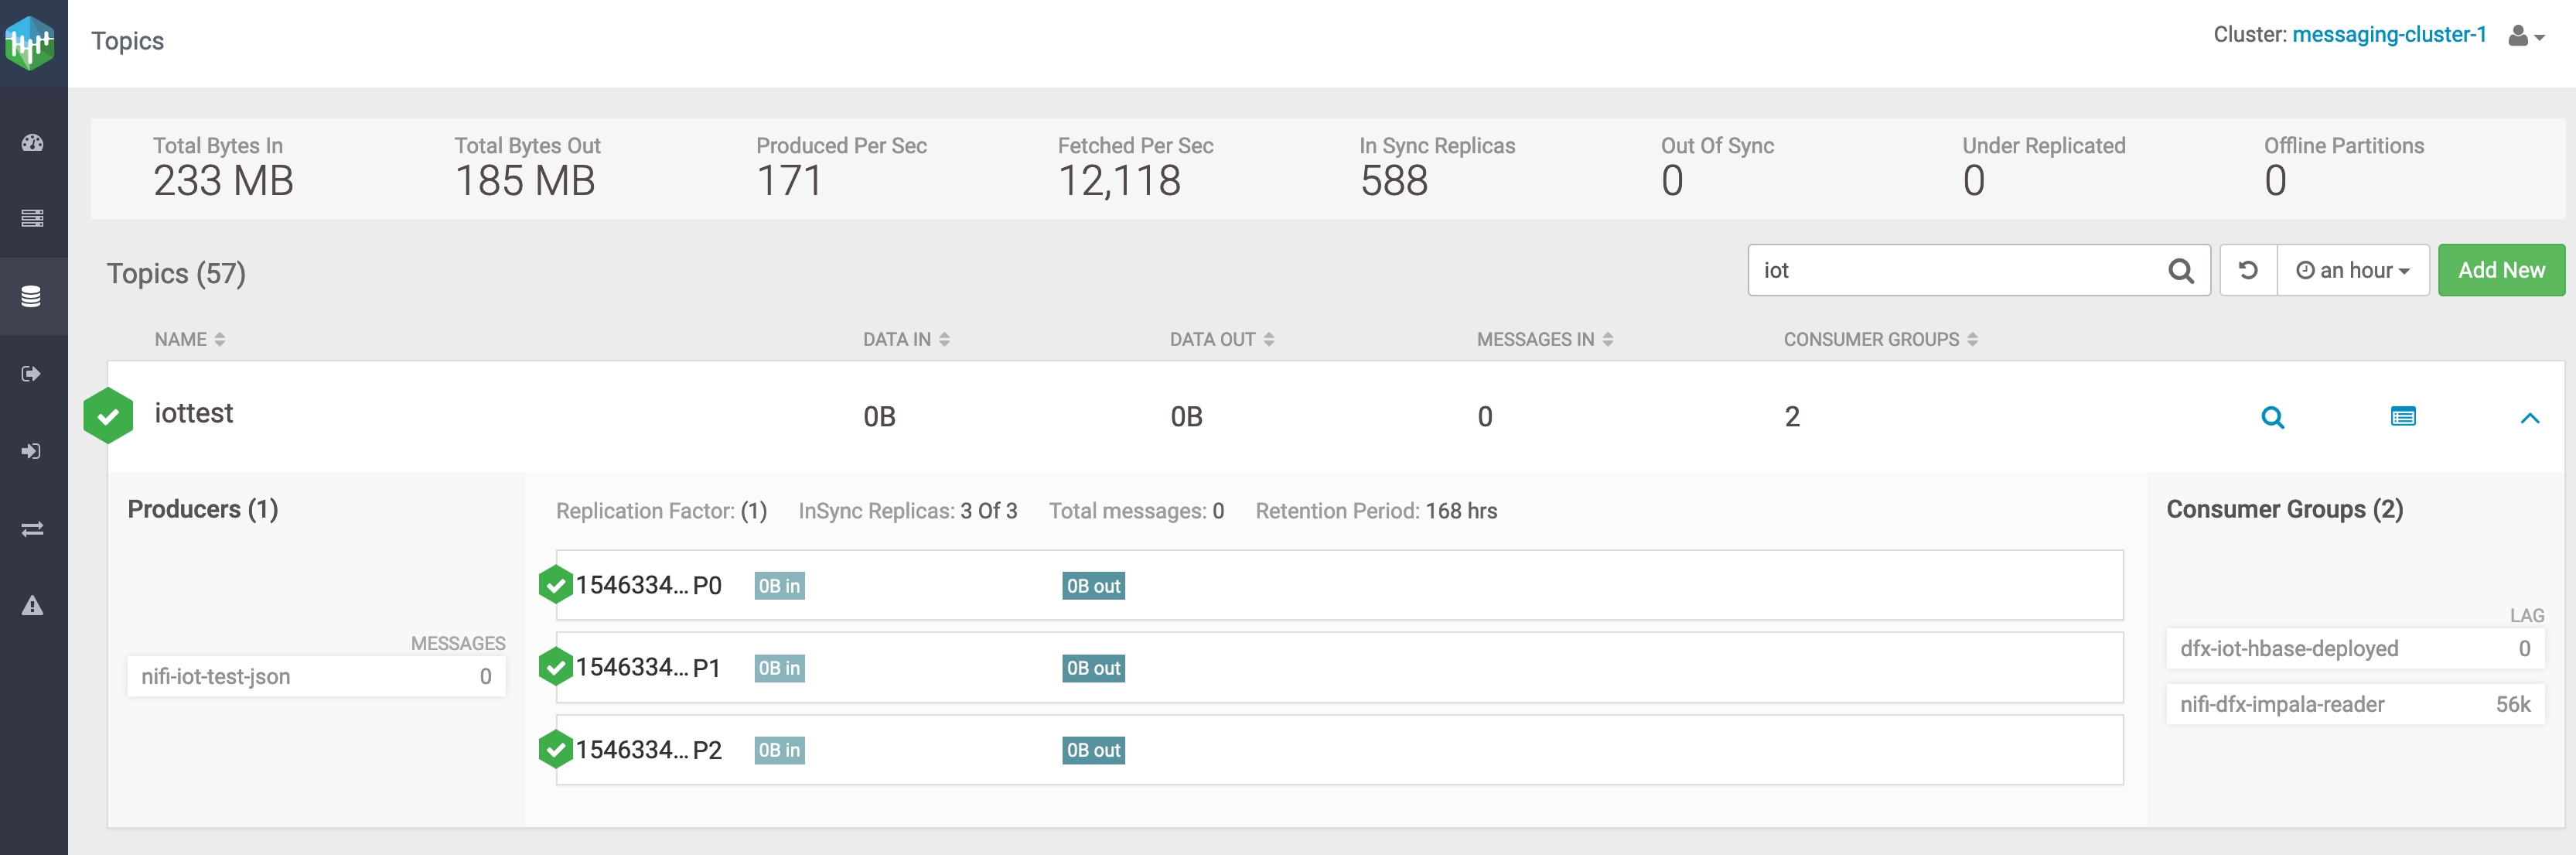 Topics
Cluster: messaging-cluster-1
Total Bytes In
233 MB
Total Bytes Out
185 MB
Produced Per Sec
171
Fetched Per Sec
12,118
In Sync Replicas
588
Out Of Sync
0
Under Replicated
0
Offline Partitions
0
Topics (57)
iot
an hour
Add New
NAME DATA IN DATA OUT MESSAGES IN CONSUMER GROUPS
iottest 0B 0B 0 2
Producers (1)
MESSAGES
nifi-iot-test-json 0
Replication Factor: (1) InSync Replicas: 3 Of 3 Total messages: 0 Retention Period: 168 hrs
1546334... P0 0B in 0B out
1546334... P1 0B in 0B out
1546334... P2 0B in 0B out
Consumer Groups (2)
LAG
dfx-iot-hbase-deployed 0
nifi-dfx-impala-reader 56k